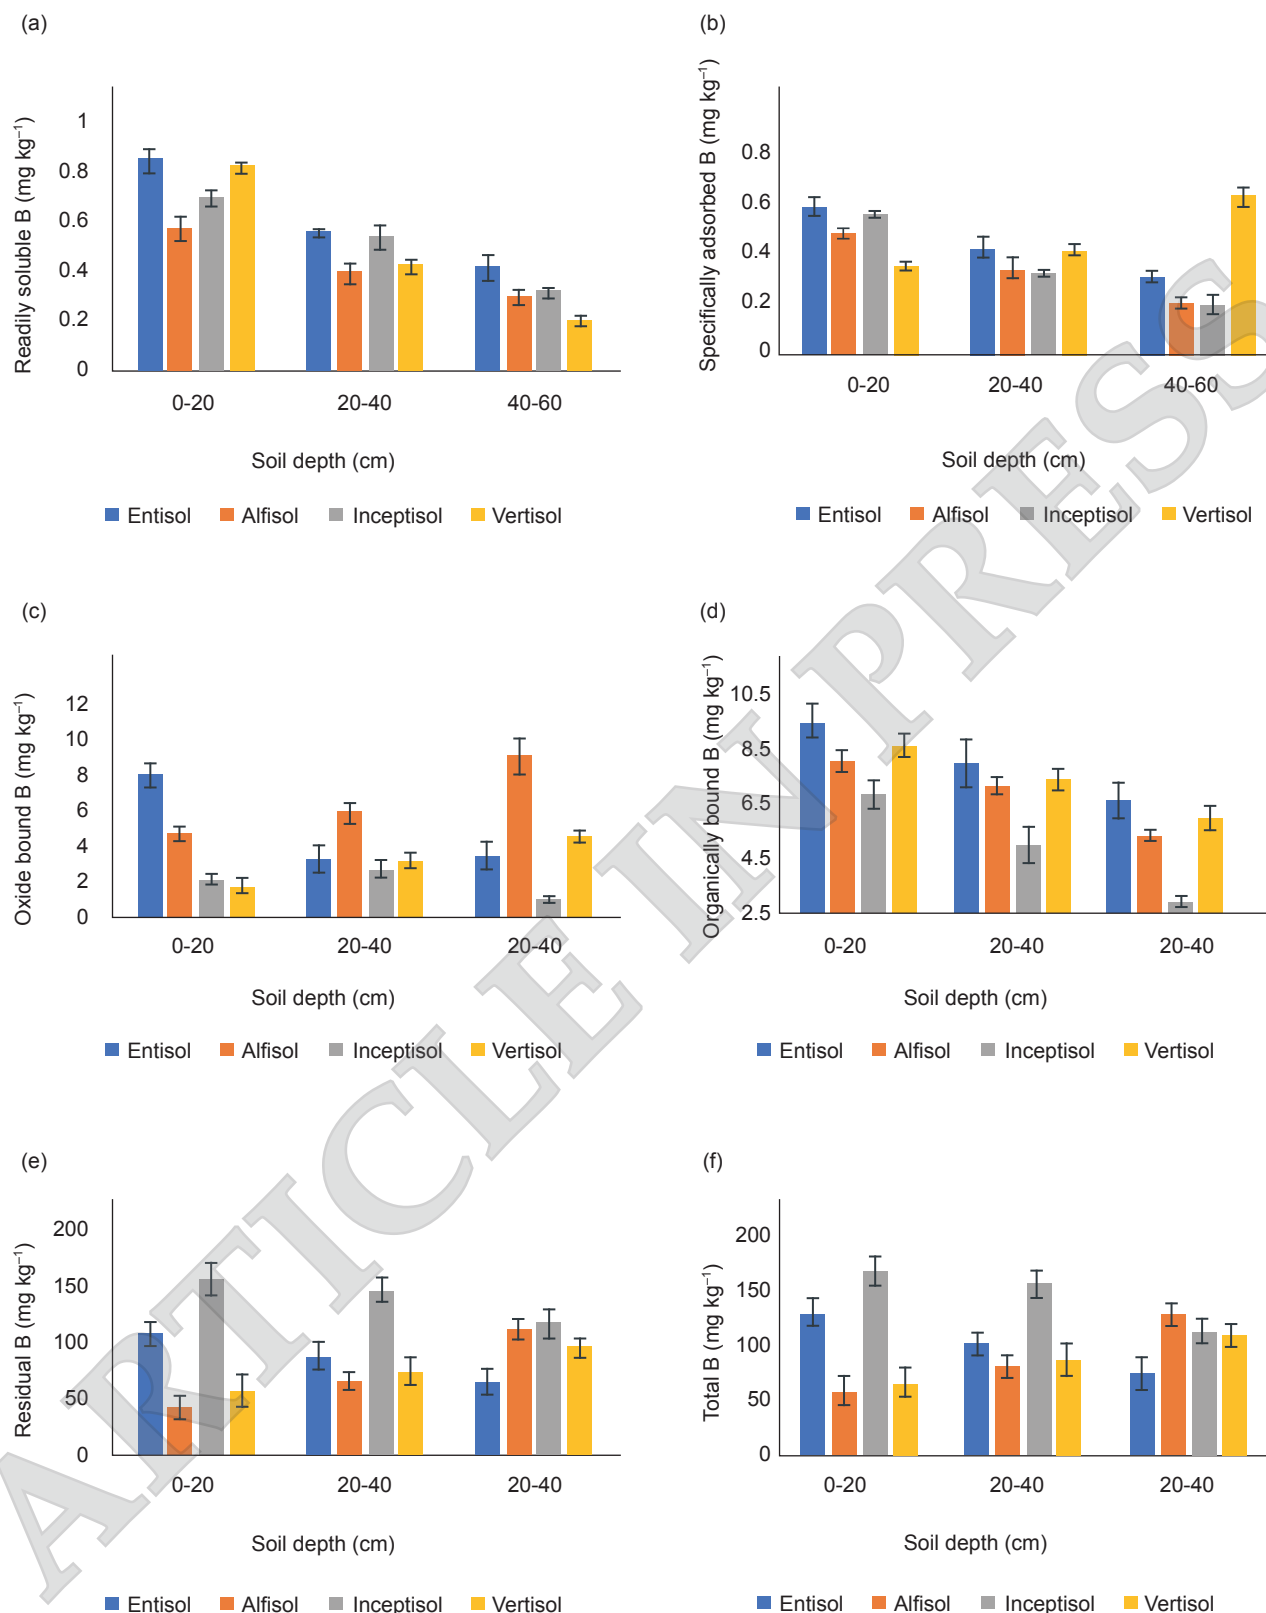 (a)
Readily soluble B (mg kg⁻¹)
1
0.8
0.6
0.4
0.2
0
0-20 20-40 40-60
Soil depth (cm)
Entisol Alfisol Inceptisol Vertisol
(b)
Specifically adsorbed B (mg kg⁻¹)
0.8
0.6
0.4
0.2
0
0-20 20-40 40-60
Soil depth (cm)
Entisol Alfisol Inceptisol Vertisol
(c)
Oxide bound B (mg kg⁻¹)
12
10
8
6
4
2
0
0-20 20-40 20-40
Soil depth (cm)
Entisol Alfisol Inceptisol Vertisol
(d)
Organically bound B (mg kg⁻¹)
10.5
8.5
6.5
4.5
2.5
0-20 20-40 20-40
Soil depth (cm)
Entisol Alfisol Inceptisol Vertisol
(e)
Residual B (mg kg⁻¹)
200
150
100
50
0
0-20 20-40 20-40
Soil depth (cm)
Entisol Alfisol Inceptisol Vertisol
(f)
Total B (mg kg⁻¹)
200
150
100
50
0
0-20 20-40 20-40
Soil depth (cm)
Entisol Alfisol Inceptisol Vertisol
ARTICLE IN PRESS